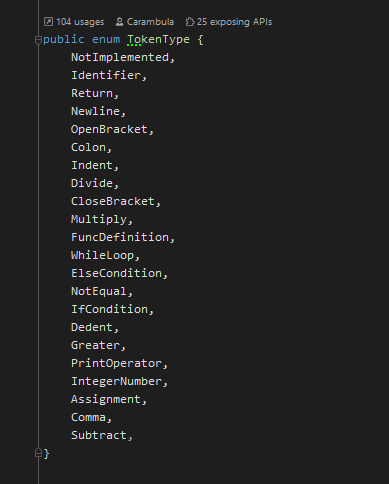 104 usages Carambula 25 exposing APIs
public enum TokenType {
NotImplemented,
Identifier,
Return,
Newline,
OpenBracket,
Colon,
Indent,
Divide,
CloseBracket,
Multiply,
FuncDefinition,
WhileLoop,
ElseCondition,
NotEqual,
IfCondition,
Dedent,
Greater,
PrintOperator,
IntegerNumber,
Assignment,
Comma,
Subtract,
}